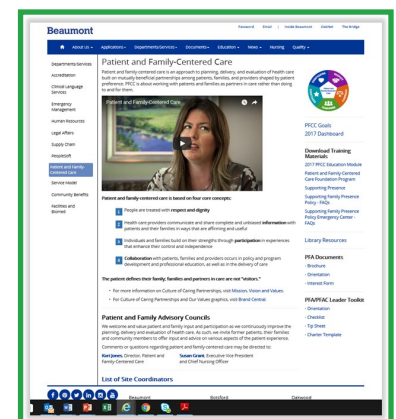 Beaumont
Password Email | Inside Beaumont OakNet The Bridge
About Us Applications Departments/Services Documents Education News Nursing Quality
Departments/Services
Accreditation
Clinical Language
Services
Emergency
Management
Human Resources
Legal Affairs
Supply Chain
PeopleSoft
Patient and Family-
Centered Care
Service Model
Community Benefits
Facilities and
Biomed
Patient and Family-Centered Care
Patient and family-centered care is an approach to planning, delivery, and evaluation of health care
built on mutually beneficial partnerships among patients, families, and providers shaped by patient
preference. PFCC is about working with patients and families as partners in care rather than doing
to and for them.
Patient and Family-Centered Care
Patient and family-centered care is based on four core concepts:
1 People are treated with respect and dignity
2 Health care providers communicate and share complete and unbiased information with
patients and their families in ways that are affirming and useful
3 Individuals and families build on their strengths through participation in experiences
that enhance their control and independence
4 Collaboration with patients, families and providers occurs in policy and program
development and professional education, as well as in the delivery of care
The patient defines their family; families and partners in care are not "visitors."
• For more information on Culture of Caring Partnerships, visit Mission, Vision and Values.
• For Culture of Caring Partnerships and Our Values graphics, visit Brand Central.
Patient and Family Advisory Councils
We welcome and value patient and family input and participation as we continuously improve the
planning, delivery and evaluation of health care. As such, we invite former patients, their families
and community members to offer input and advice on various aspects of the patient experience.
Comments or questions regarding patient and family-centered care may be directed to:
Kori Jones, Director, Patient and
Family-Centered Care
Susan Grant, Executive Vice President
and Chief Nursing Officer
List of Site Coordinators
Beaumont Botsford Oakwood
PFCC Goals
2017 Dashboard
Download Training
Materials
2017 PFCC Education Module
Patient and Family-Centered
Care Foundation Program
Supporting Presence
Supporting Family Presence
Policy - FAQs
Supporting Family Presence
Policy Emergency Center -
FAQs
Library Resources
PFA Documents
- Brochure
- Orientation
- Interest Form
PFA/PFAC Leader Toolkit
- Orientation
- Checklist
- Tip Sheet
- Charter Template